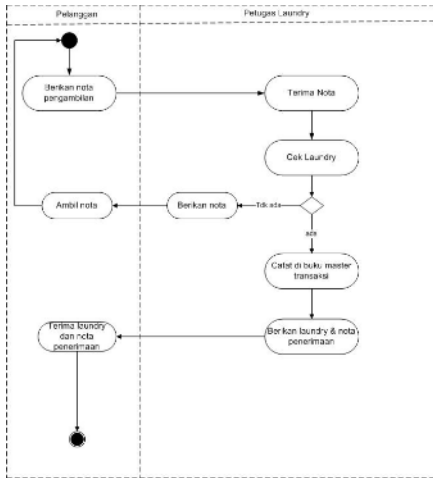 Pelanggan
Petugas Laundry
Berikan nota
pengambilan
Terima Nota
Cek Laundry
Tdk ada
Berikan nota
Ambil nota
ada
Catat di buku master
transaksi
Berikan laundry & nota
penerimaan
Terima laundry
dan nota
penerimaan